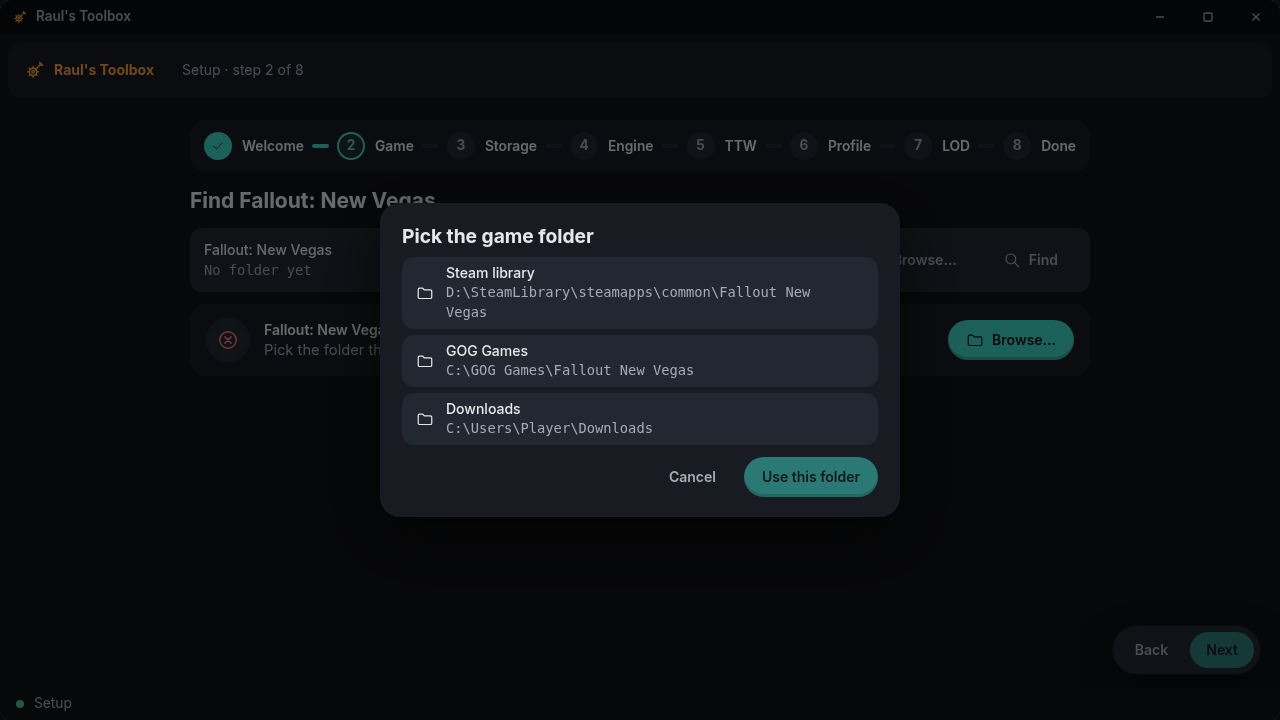 Raul's Toolbox
Raul's Toolbox
Setup · step 2 of 8
Welcome
2 Game
3 Storage
4 Engine
5 TTW
6 Profile
7 LOD
8 Done
Find Fallout: New Vegas
Fallout: New Vegas
No folder yet
Browse...
Find
Fallout: New Vega
Pick the folder th
Browse...
Pick the game folder
Steam library
D:\SteamLibrary\steamapps\common\Fallout New
Vegas
GOG Games
C:\GOG Games\Fallout New Vegas
Downloads
C:\Users\Player\Downloads
Cancel
Use this folder
Back
Next
Setup